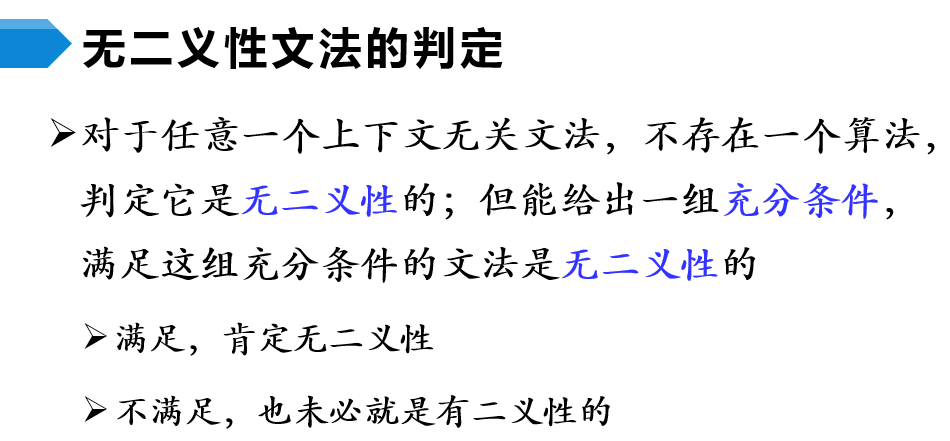 无二义性文法的判定
对于任意一个上下文无关文法，不存在一个算法，
判定它是无二义性的；但能给出一组充分条件，
满足这组充分条件的文法是无二义性的
满足，肯定无二义性
不满足，也未必就是有二义性的